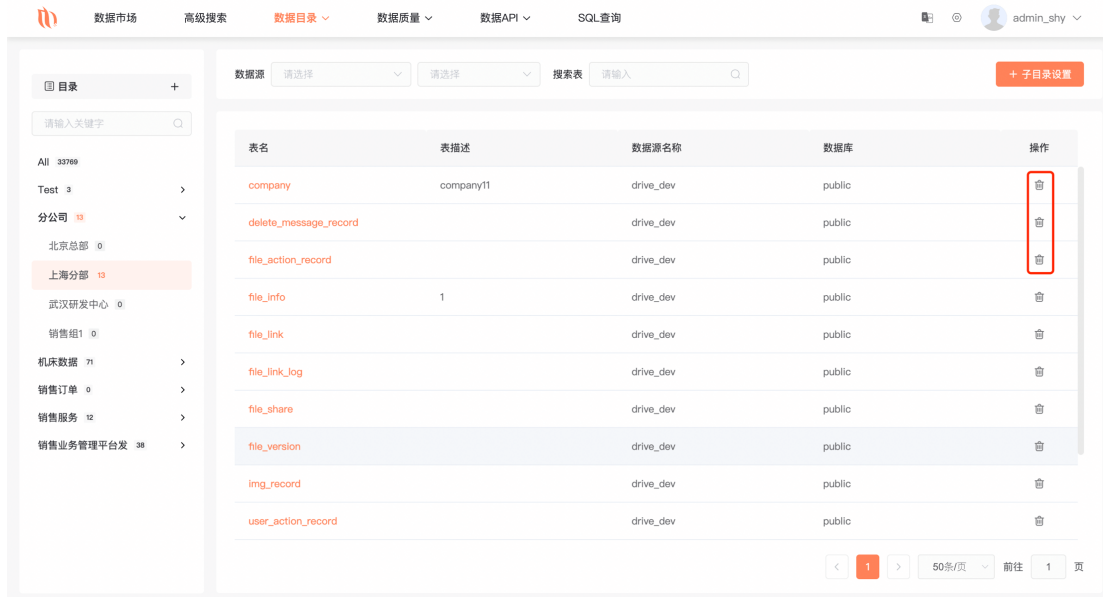 数据市场 高级搜索 数据目录 数据质量 数据API SQL查询 admin_shy
目录 +
请输入关键字
All 33769
Test 3
分公司 13
北京总部 0
上海分部 13
武汉研发中心 0
销售组1 0
机床数据 71
销售订单 0
销售服务 12
销售业务管理平台发 38
数据源 请选择 请选择 搜索表 请输入 + 子目录设置
表名 表描述 数据源名称 数据库 操作
company company11 drive_dev public
delete_message_record drive_dev public
file_action_record drive_dev public
file_info 1 drive_dev public
file_link drive_dev public
file_link_log drive_dev public
file_share drive_dev public
file_version drive_dev public
img_record drive_dev public
user_action_record drive_dev public
1 50条/页 前往 1 页